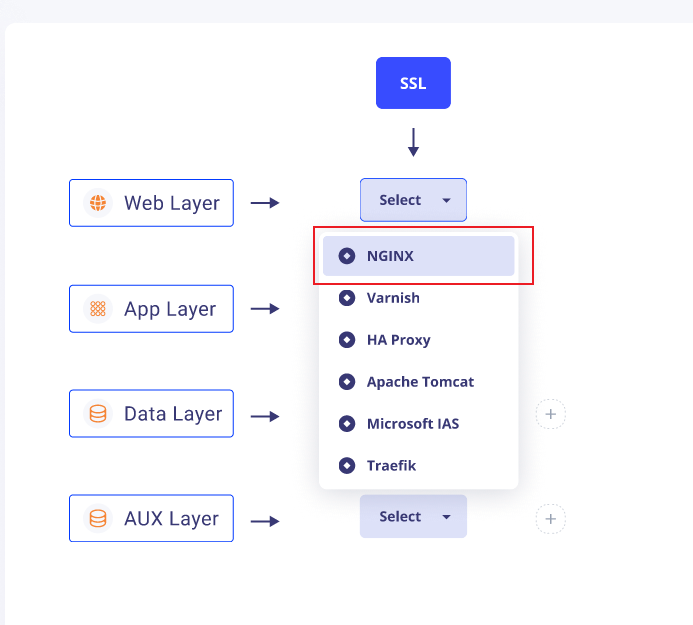 SSL
Web Layer
Select
NGINX
Varnish
App Layer
HA Proxy
Apache Tomcat
Data Layer
Microsoft IAS
Traefik
AUX Layer
Select